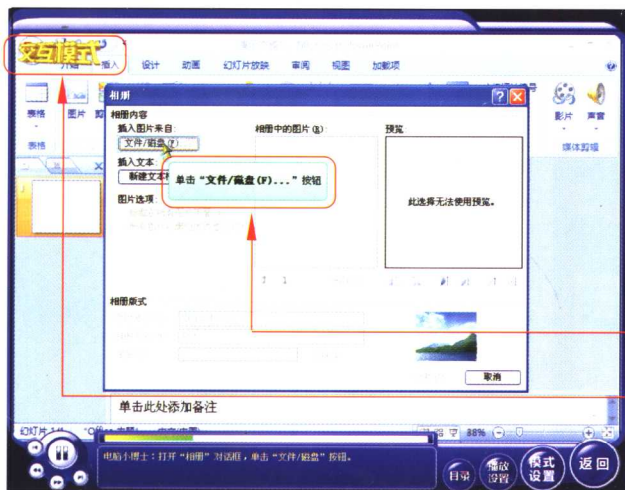 交互模式
插入 设计 动画 幻灯片放映 审阅 视图 加载项
表格 图片 剪 影片 声音
表格 媒体剪辑
相册
相册内容
插入图片来自:
文件/磁盘(F)
插入文本:
新建文本
图片选项:
相册中的图片(R)
预览
此选择无法使用预览。
单击“文件/磁盘(F)...”按钮
相册版式
取消
单击此处添加备注
38%
电脑小博士：打开“相册”对话框，单击“文件/磁盘”按钮。
目录
播放设置
模式设置
返回